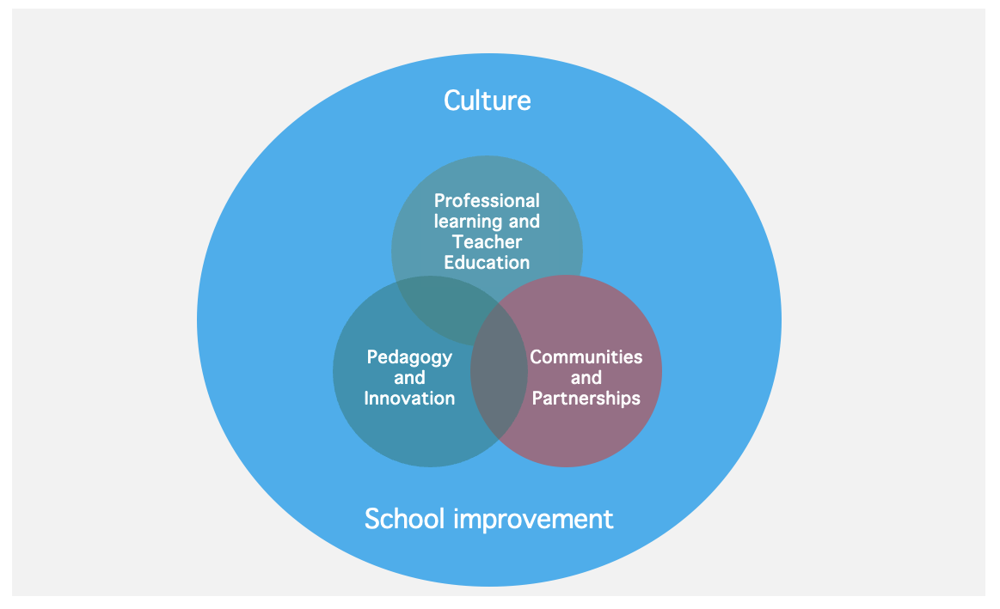 Culture
Professional
learning and
Teacher
Education
Pedagogy
and
Innovation
Communities
and
Partnerships
School improvement